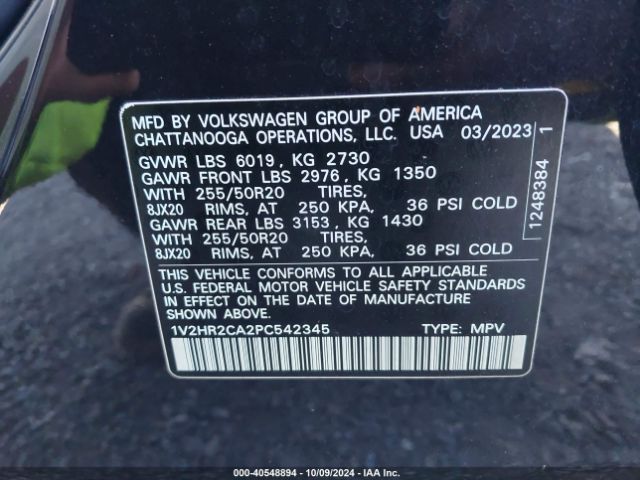 MFD BY VOLKSWAGEN GROUP OF AMERICA
CHATTANOOGA OPERATIONS, LLC. USA 03/2023
GVWR LBS 6019 , KG 2730
GAWR FRONT LBS 2976 , KG 1350
WITH 255/50R20 TIRES,
8JX20 RIMS, AT 250 KPA, 36 PSI COLD
GAWR REAR LBS 3153 , KG 1430
WITH 255/50R20 TIRES,
8JX20 RIMS, AT 250 KPA, 36 PSI COLD
THIS VEHICLE CONFORMS TO ALL APPLICABLE
U.S. FEDERAL MOTOR VEHICLE SAFETY STANDARDS
IN EFFECT ON THE DATE OF MANUFACTURE
SHOWN ABOVE.
1V2HR2CA2PC542345 TYPE: MPV
1248384 1
000-40548894 - 10/09/2024 - IAA Inc.